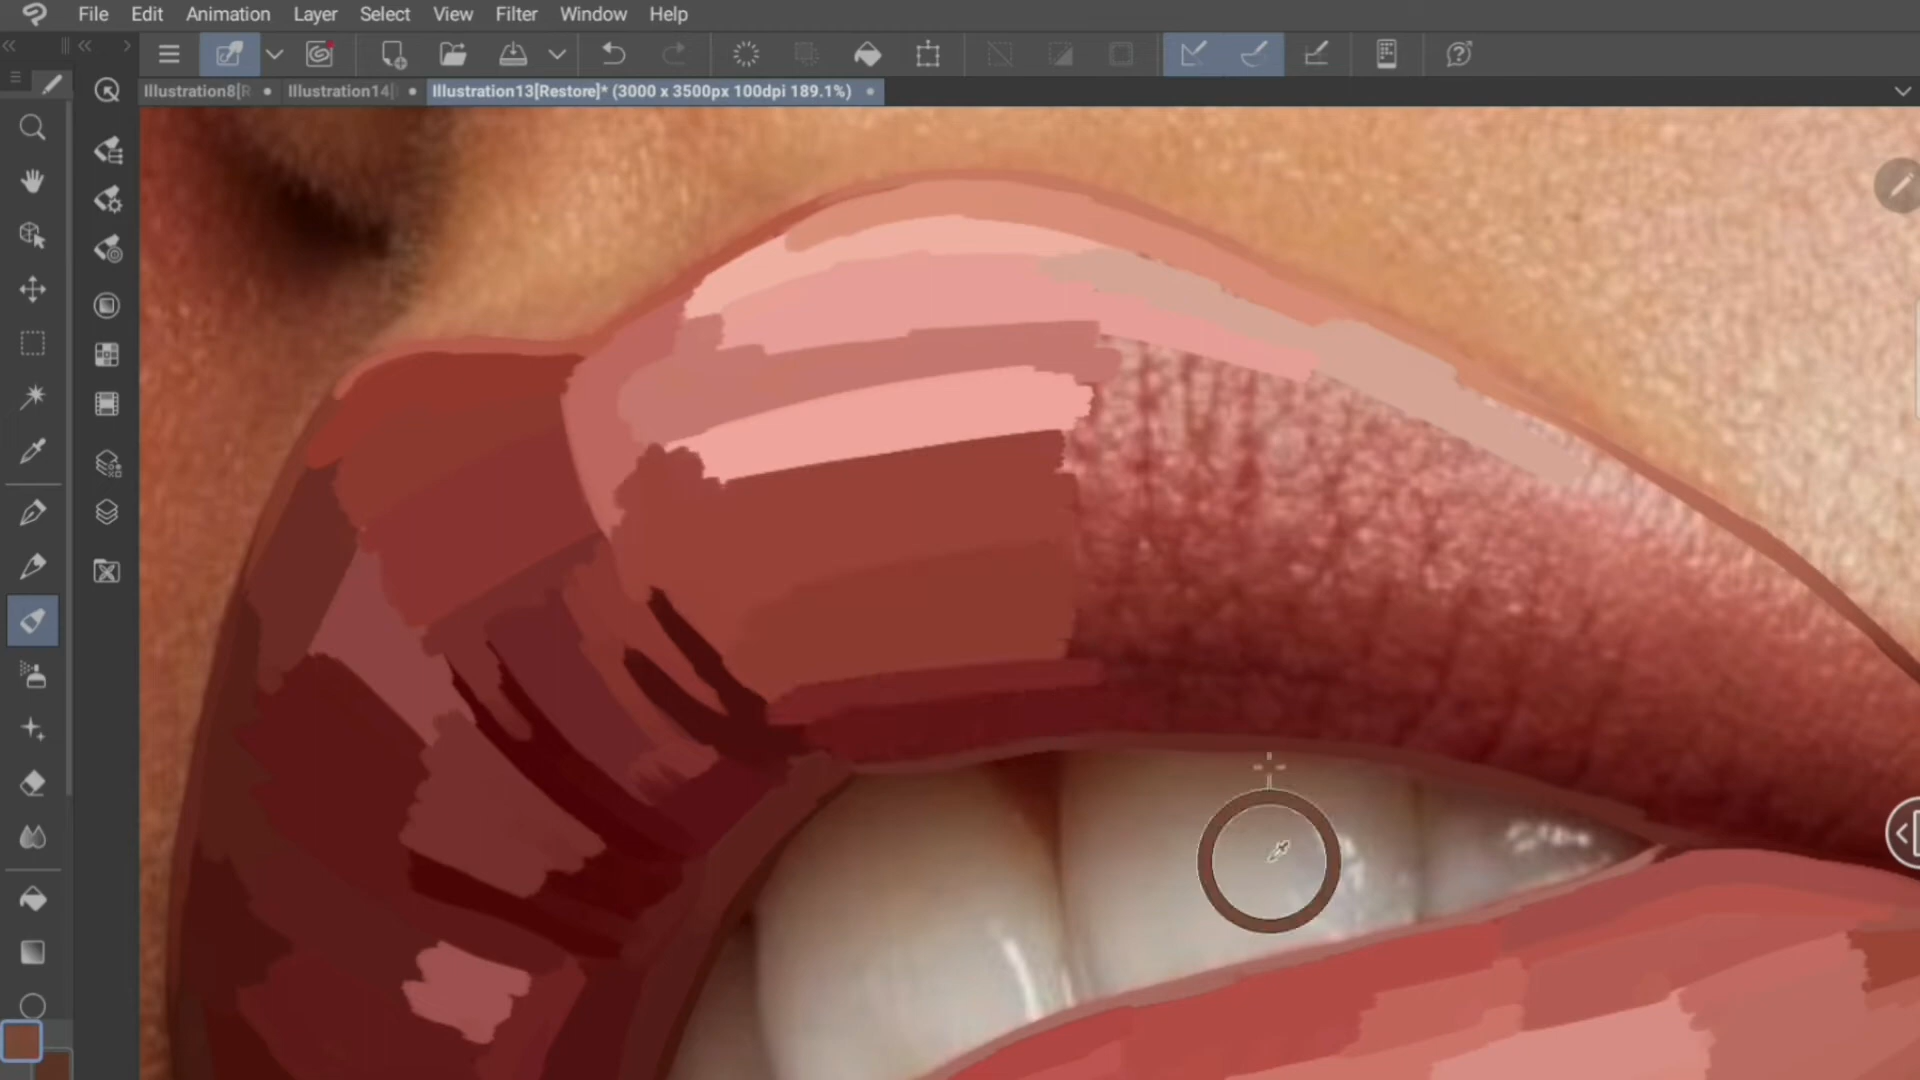 File Edit Animation Layer Select View Filter Window Help
Illustration8[R Illustration14[ Illustration13[Restore]* (3000 x 3500px 100dpi 189.1%)